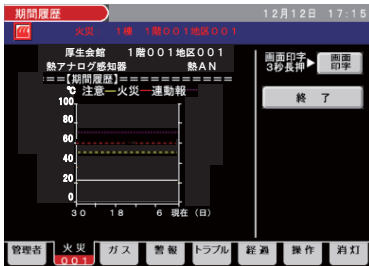 期間履歴
12月12日 17:15
火災 1棟 1階001地区001
厚生会館 1階001地区001
熱アナログ感知器 熱AN
==【期間履歴】===========
℃ 注意―火災―連動報
100
80
60
40
20
0
30 18 6 現在 (日)
画面印字▶
3秒長押
画面
印字
終 了
管理者
火 災
001
ガ ス
警 報
トラブル
経 過
操 作
消 灯